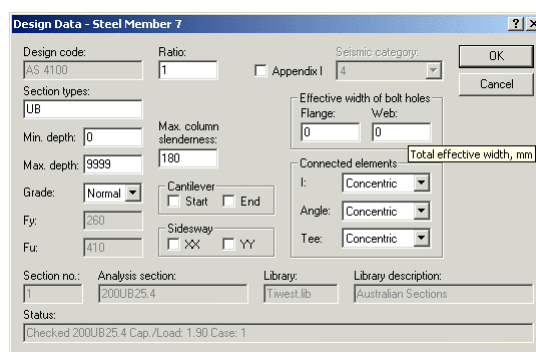 Design Data - Steel Member 7
Design code:
AS 4100
Ratio:
1
Appendix I
Seismic category:
4
OK
Cancel
Section types:
UB
Min. depth: 0
Max. depth: 9999
Max. column
slenderness:
180
Effective width of bolt holes
Flange: Web:
0 0
Total effective width, mm
Grade: Normal
Fy: 260
Fu: 410
Cantilever
Start End
Sidesway
XX YY
Connected elements
I: Concentric
Angle: Concentric
Tee: Concentric
Section no.: Analysis section: Library: Library description:
1 200UB25.4 Tiwest.lib Australian Sections
Status:
Checked 200UB25.4 Cap./Load: 1.90 Case: 1